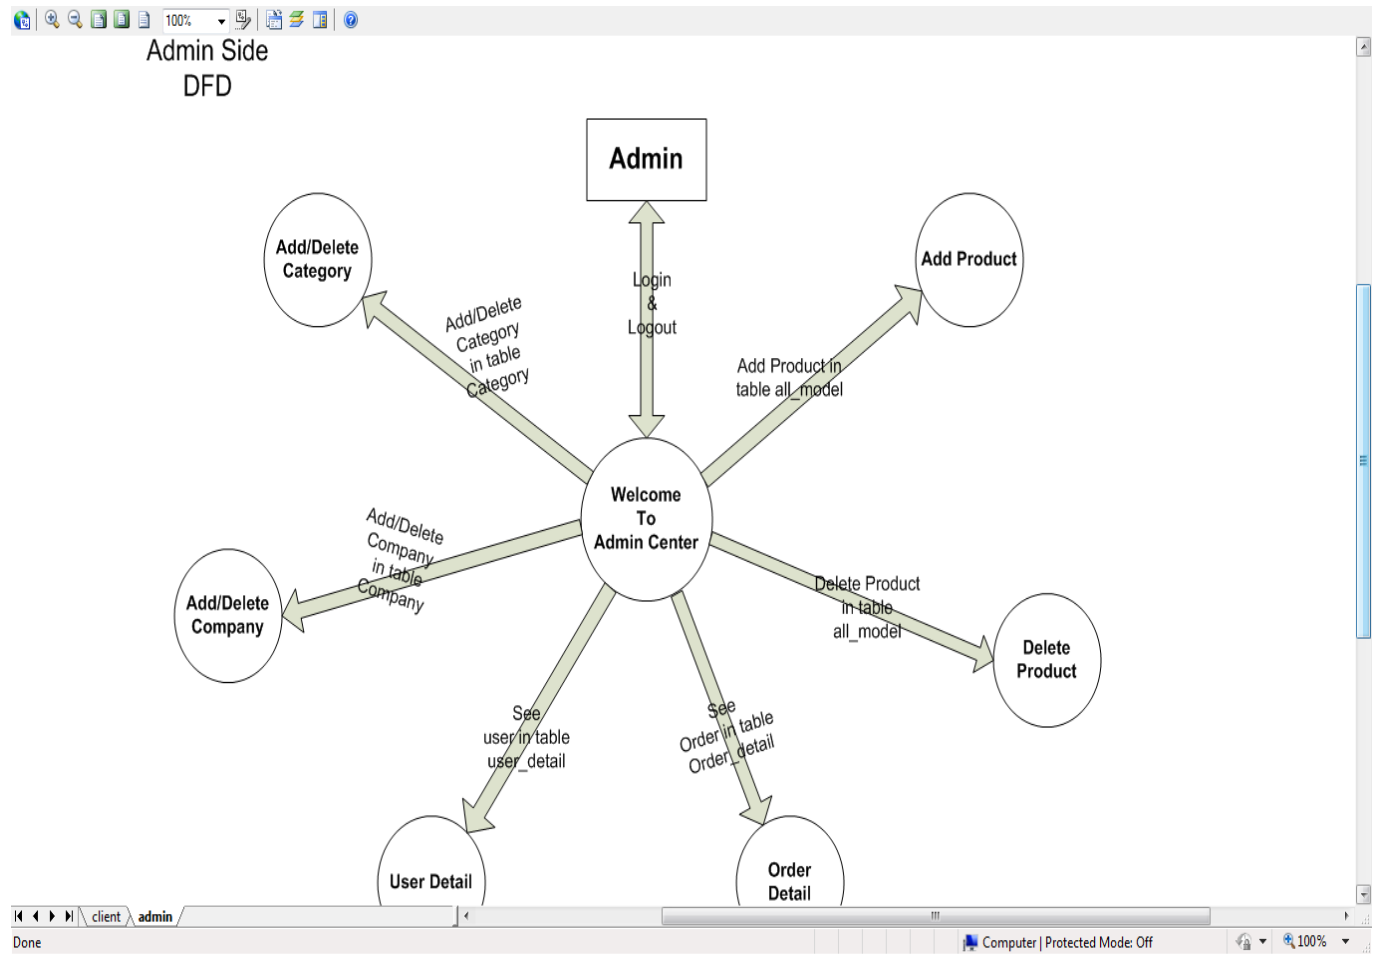 100%
Admin Side
DFD
Admin
Add/Delete
Category
Add Product
Login
&
Logout
Add/Delete
Category
in table
Category
Add Product in
table all_model
Welcome
To
Admin Center
Add/Delete
Company
in table
Company
Add/Delete
Company
Delete Product
in table
all_model
Delete
Product
See
user in table
user_detail
See
Order in table
Order_detail
User Detail
Order
Detail
client
admin
Done
Computer | Protected Mode: Off
100%